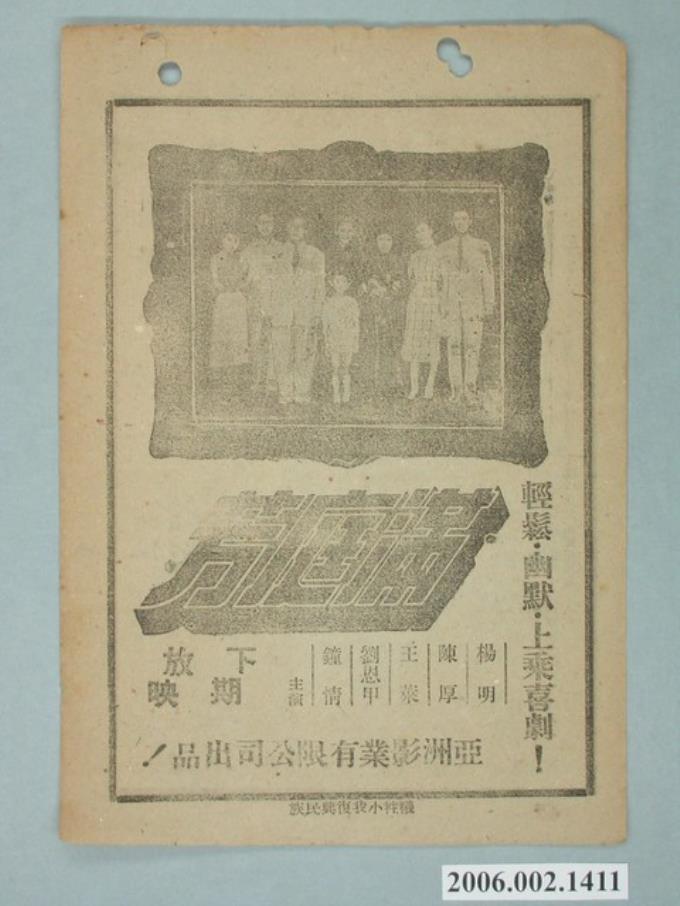 滿庭芳
輕鬆·幽默·上乘喜劇!
楊明
陳厚
王萊
劉恩甲
鐘情
主演
下期放映
亞洲影業有限公司出品!
犧牲小我復興民族
2006.002.1411